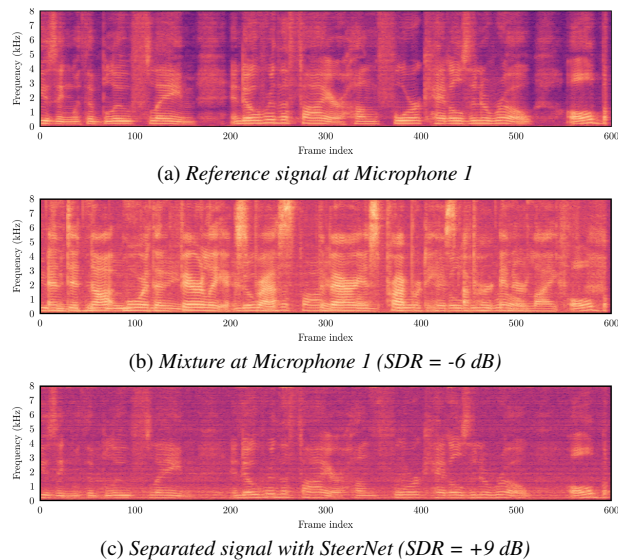 8
7
6
5
4
3
2
1
0
Frequency (kHz)
0 100 200 300 400 500 600
Frame index
(a) Reference signal at Microphone 1
8
7
6
5
4
3
2
1
0
Frequency (kHz)
0 100 200 300 400 500 600
Frame index
(b) Mixture at Microphone 1 (SDR = -6 dB)
8
7
6
5
4
3
2
1
0
Frequency (kHz)
0 100 200 300 400 500 600
Frame index
(c) Separated signal with SteerNet (SDR = +9 dB)